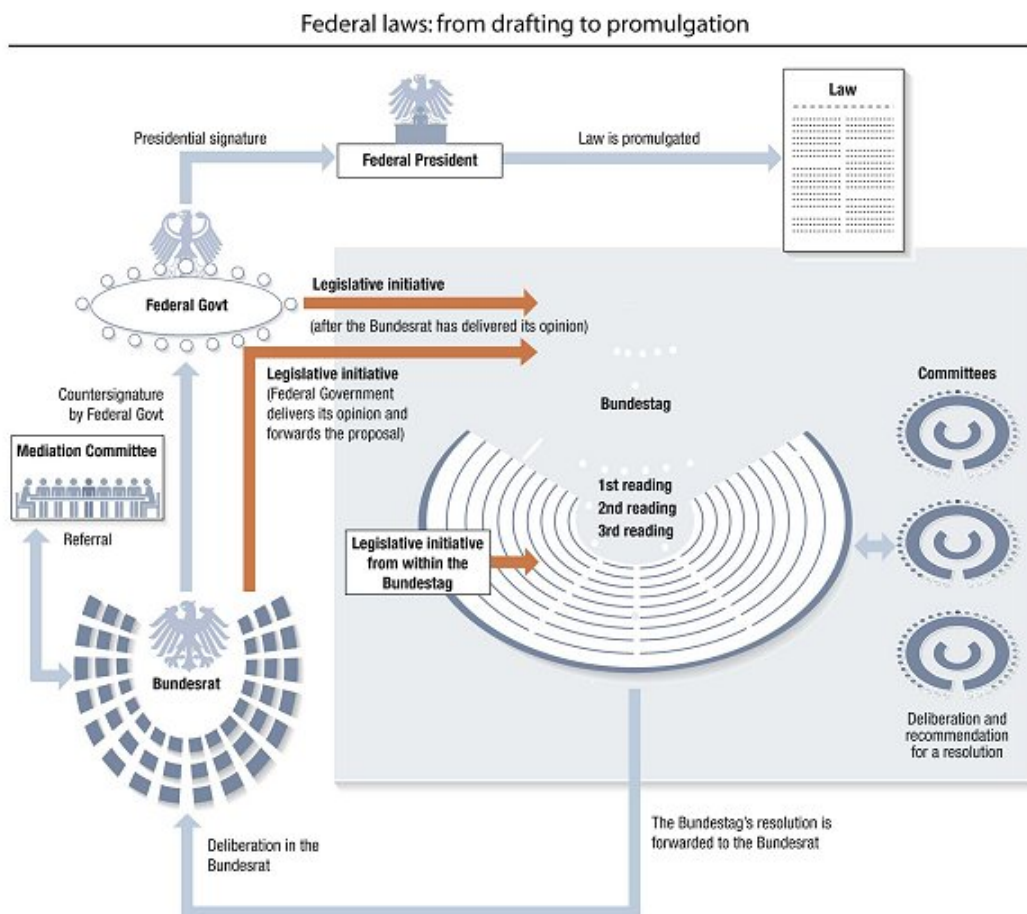 Federal laws: from drafting to promulgation
Law
Presidential signature
Federal President
Law is promulgated
Federal Govt
Legislative initiative
(after the Bundesrat has delivered its opinion)
Legislative initiative
(Federal Government
delivers its opinion and
forwards the proposal)
Countersignature
by Federal Govt
Mediation Committee
Referral
Bundesrat
Bundestag
1st reading
2nd reading
3rd reading
Legislative initiative
from within the
Bundestag
Committees
Deliberation and
recommendation
for a resolution
Deliberation in the
Bundesrat
The Bundestag's resolution is
forwarded to the Bundesrat